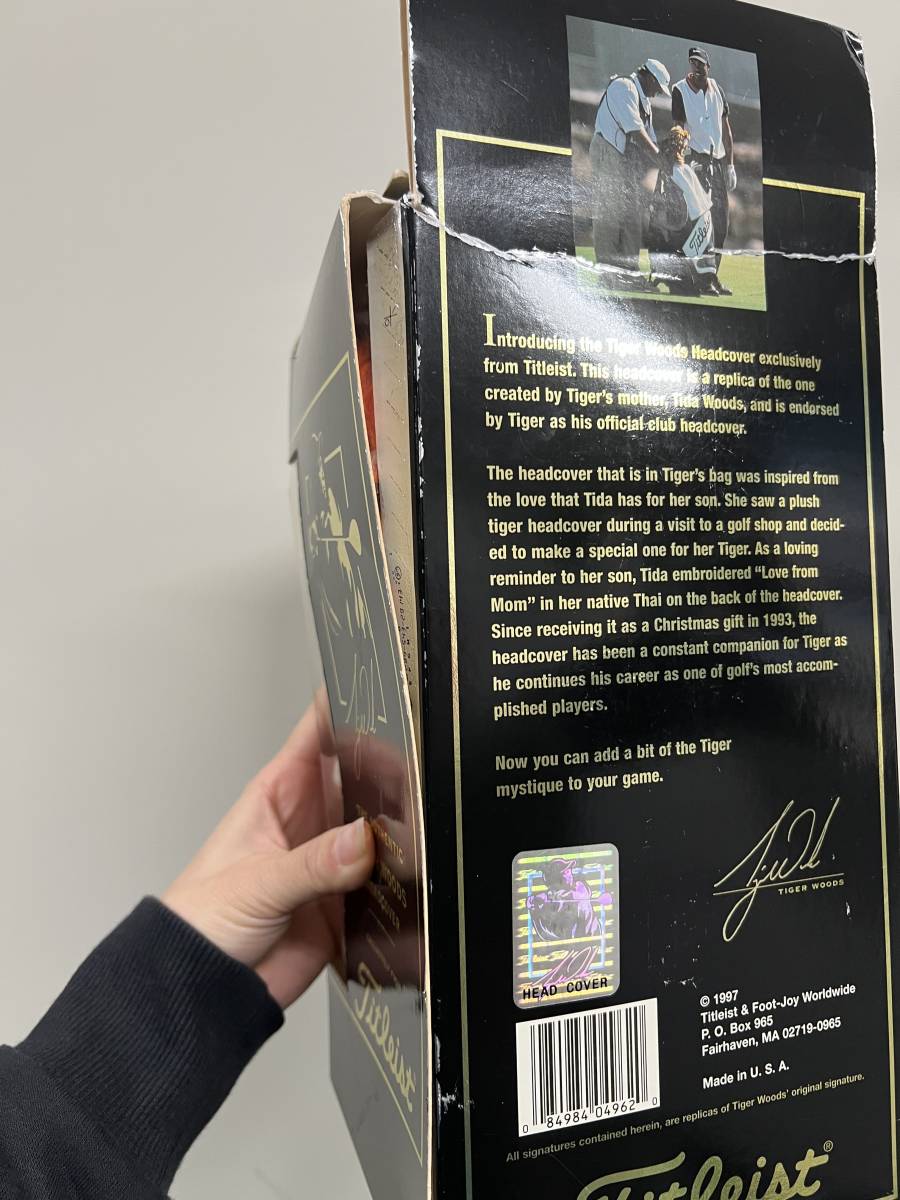 Titleist
Introducing the Tiger Woods Headcover exclusively
from Titleist. This headcover is a replica of the one
created by Tiger's mother, Tida Woods, and is endorsed
by Tiger as his official club headcover.
The headcover that is in Tiger's bag was inspired from
the love that Tida has for her son. She saw a plush
tiger headcover during a visit to a golf shop and decid-
ed to make a special one for her Tiger. As a loving
reminder to her son, Tida embroidered "Love from
Mom" in her native Thai on the back of the headcover.
Since receiving it as a Christmas gift in 1993, the
headcover has been a constant companion for Tiger as
he continues his career as one of golf's most accom-
plished players.
Now you can add a bit of the Tiger
mystique to your game.
TIGER WOODS
HEAD COVER
© 1997
Titleist & Foot-Joy Worldwide
P. O. Box 965
Fairhaven, MA 02719-0965
Made in U. S. A.
0 84984 04962 0
All signatures contained herein, are replicas of Tiger Woods' original signature.
Titleist®
WOODS
Titleist